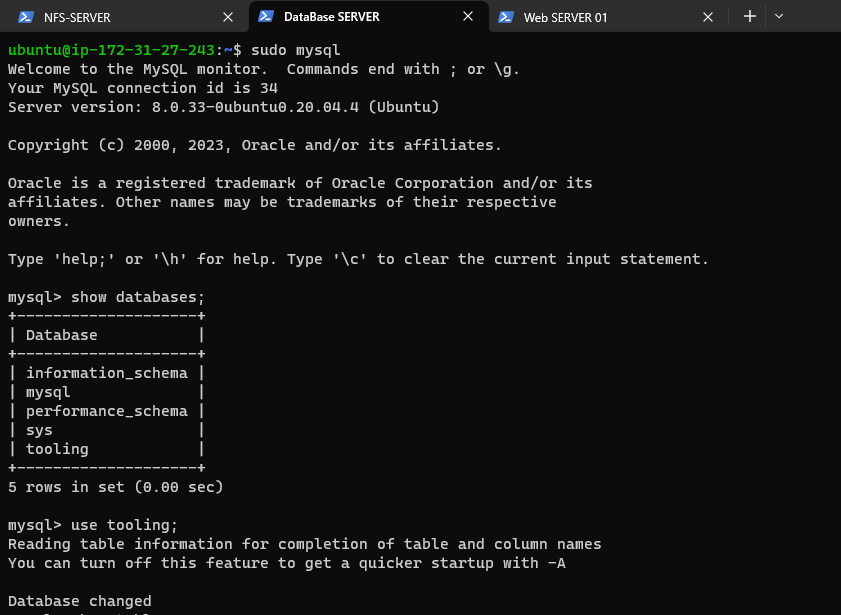 NFS-SERVER
DataBase SERVER
Web SERVER 01
ubuntu@ip-172-31-27-243:~$ sudo mysql
Welcome to the MySQL monitor.  Commands end with ; or \g.
Your MySQL connection id is 34
Server version: 8.0.33-0ubuntu0.20.04.4 (Ubuntu)
Copyright (c) 2000, 2023, Oracle and/or its affiliates.
Oracle is a registered trademark of Oracle Corporation and/or its
affiliates. Other names may be trademarks of their respective
owners.
Type 'help;' or '\h' for help. Type '\c' to clear the current input statement.
mysql> show databases;
+--------------------+
| Database           |
+--------------------+
| information_schema |
| mysql              |
| performance_schema |
| sys                |
| tooling            |
+--------------------+
5 rows in set (0.00 sec)
mysql> use tooling;
Reading table information for completion of table and column names
You can turn off this feature to get a quicker startup with -A
Database changed